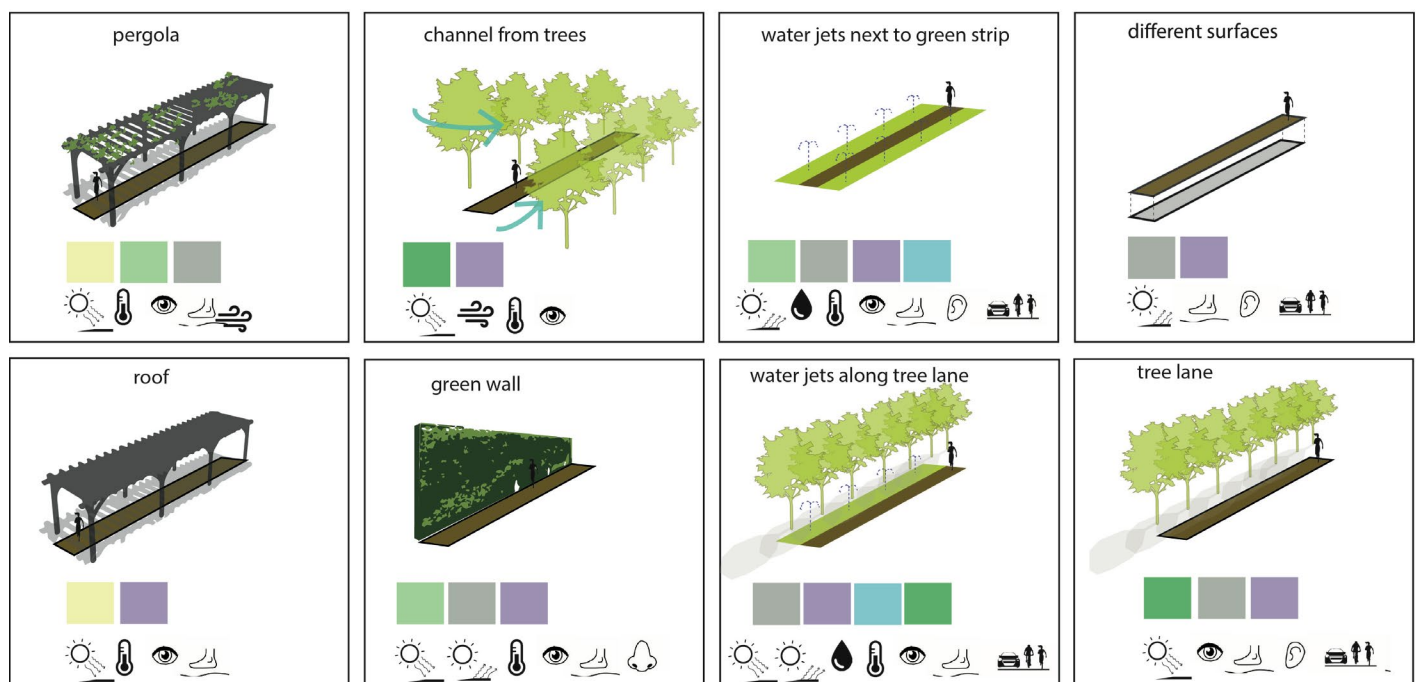 pergola
channel from trees
water jets next to green strip
different surfaces
roof
green wall
water jets along tree lane
tree lane